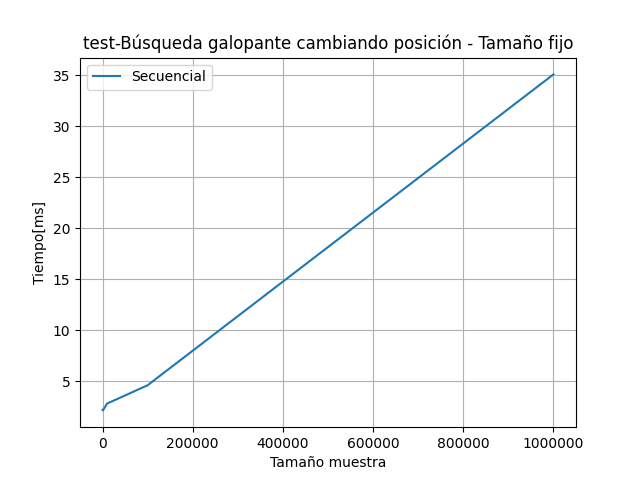 test-Búsqueda galopante cambiando posición - Tamaño fijo
Secuencial
35
30
25
20
15
10
5
Tiempo[ms]
0 200000 400000 600000 800000 1000000
Tamaño muestra